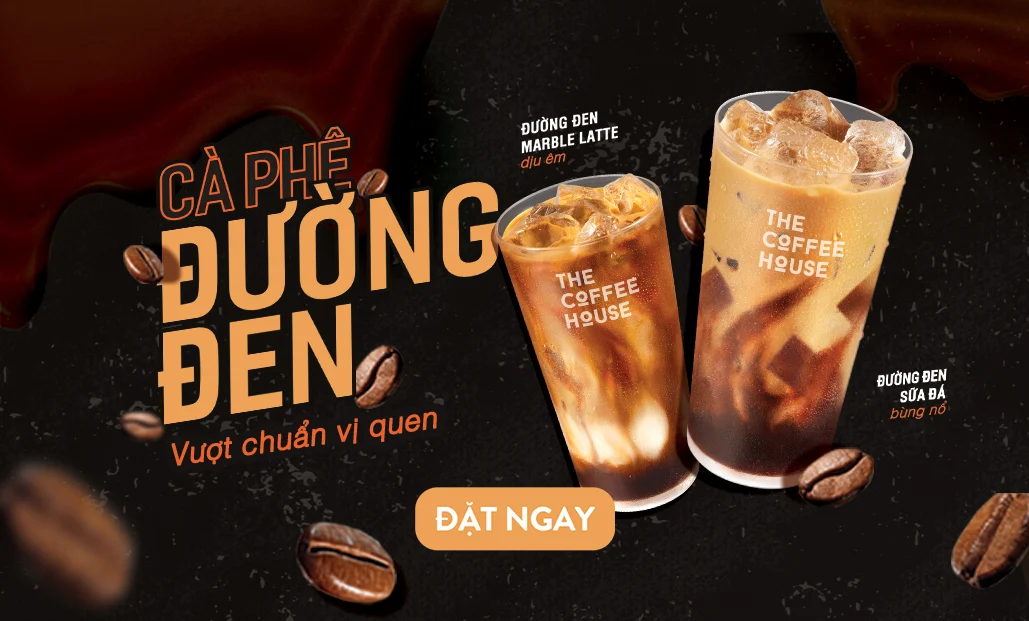 CÀ PHÊ
ĐƯỜNG
ĐEN
Vượt chuẩn vị quen
ĐƯỜNG ĐEN
MARBLE LATTE
dịu êm
THE
COFFEE
HOUSE
THE
COFFEE
HOUSE
ĐƯỜNG ĐEN
SỮA ĐÁ
bùng nổ
ĐẶT NGAY